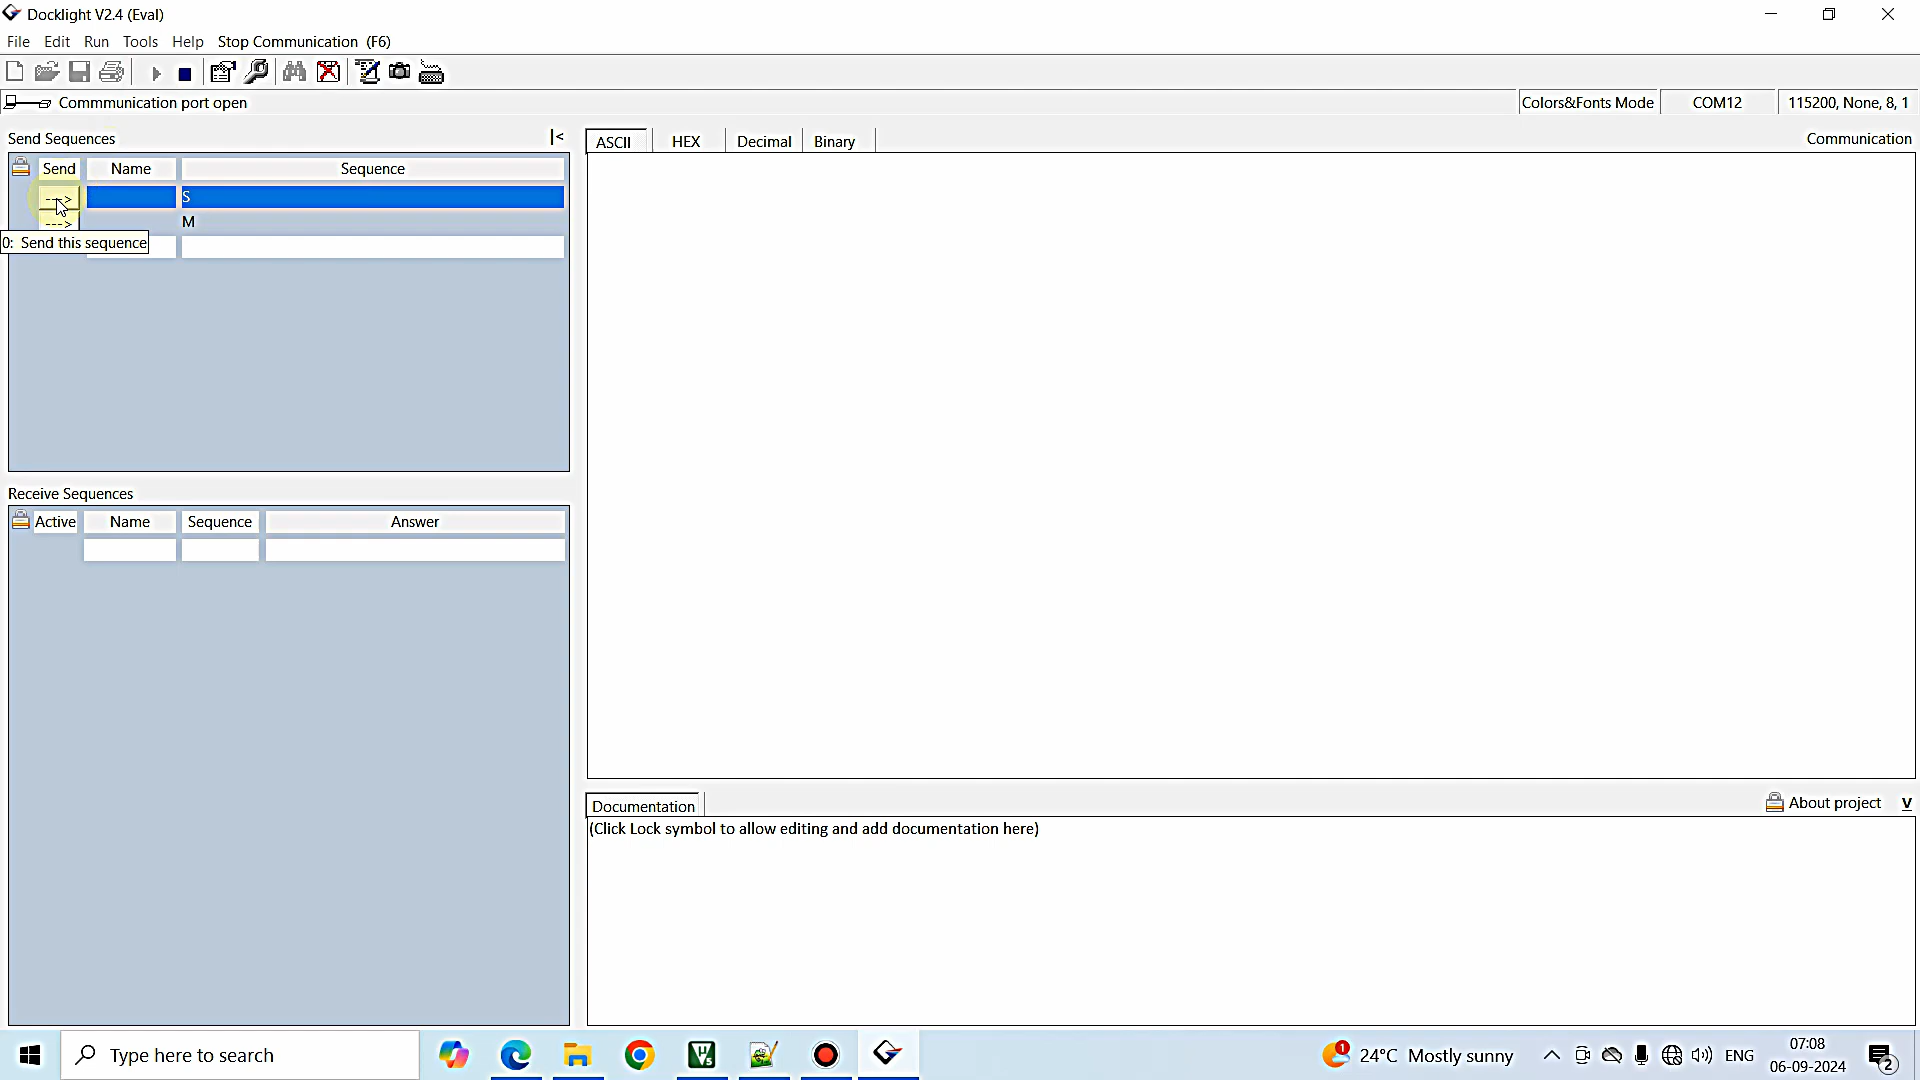 Docklight V2.4 (Eval)
File Edit Run Tools Help Stop Communication (F6)
Commmunication port open
Colors&Fonts Mode
COM12
115200, None, 8, 1
Send Sequences
|<
Send Name Sequence
---> S
---> M
0: Send this sequence
Receive Sequences
Active Name Sequence Answer
ASCII HEX Decimal Binary
Communication
Documentation
About project
V
(Click Lock symbol to allow editing and add documentation here)
Type here to search
1
24°C Mostly sunny
ENG
07:08
06-09-2024
2